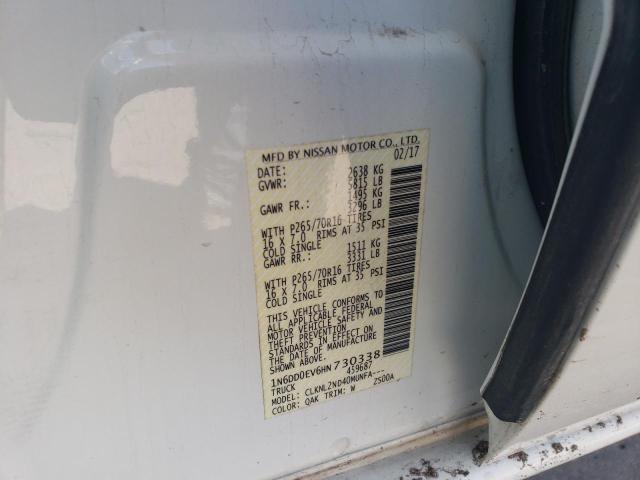 MFD BY NISSAN MOTOR CO., LTD.
DATE: 02/17
GVWR: 2638 KG
5815 LB
GAWR FR.: 1495 KG
3296 LB
WITH P265/70R16 TIRES
16 X 7.0 RIMS AT 35 PSI
COLD SINGLE
GAWR RR.: 1511 KG
3331 LB
WITH P265/70R16 TIRES
16 X 7.0 RIMS AT 35 PSI
COLD SINGLE
THIS VEHICLE CONFORMS TO
ALL APPLICABLE FEDERAL
MOTOR VEHICLE SAFETY AND
THEFT PREVENTION
STANDARDS IN EFFECT ON
THE DATE OF MANUFACTURE
SHOWN ABOVE.
1N6DD0EV6HN730338
TRUCK 459687
MODEL: CLKNLZND40MUNFA---
COLOR: QAK TRIM: W ZS00A